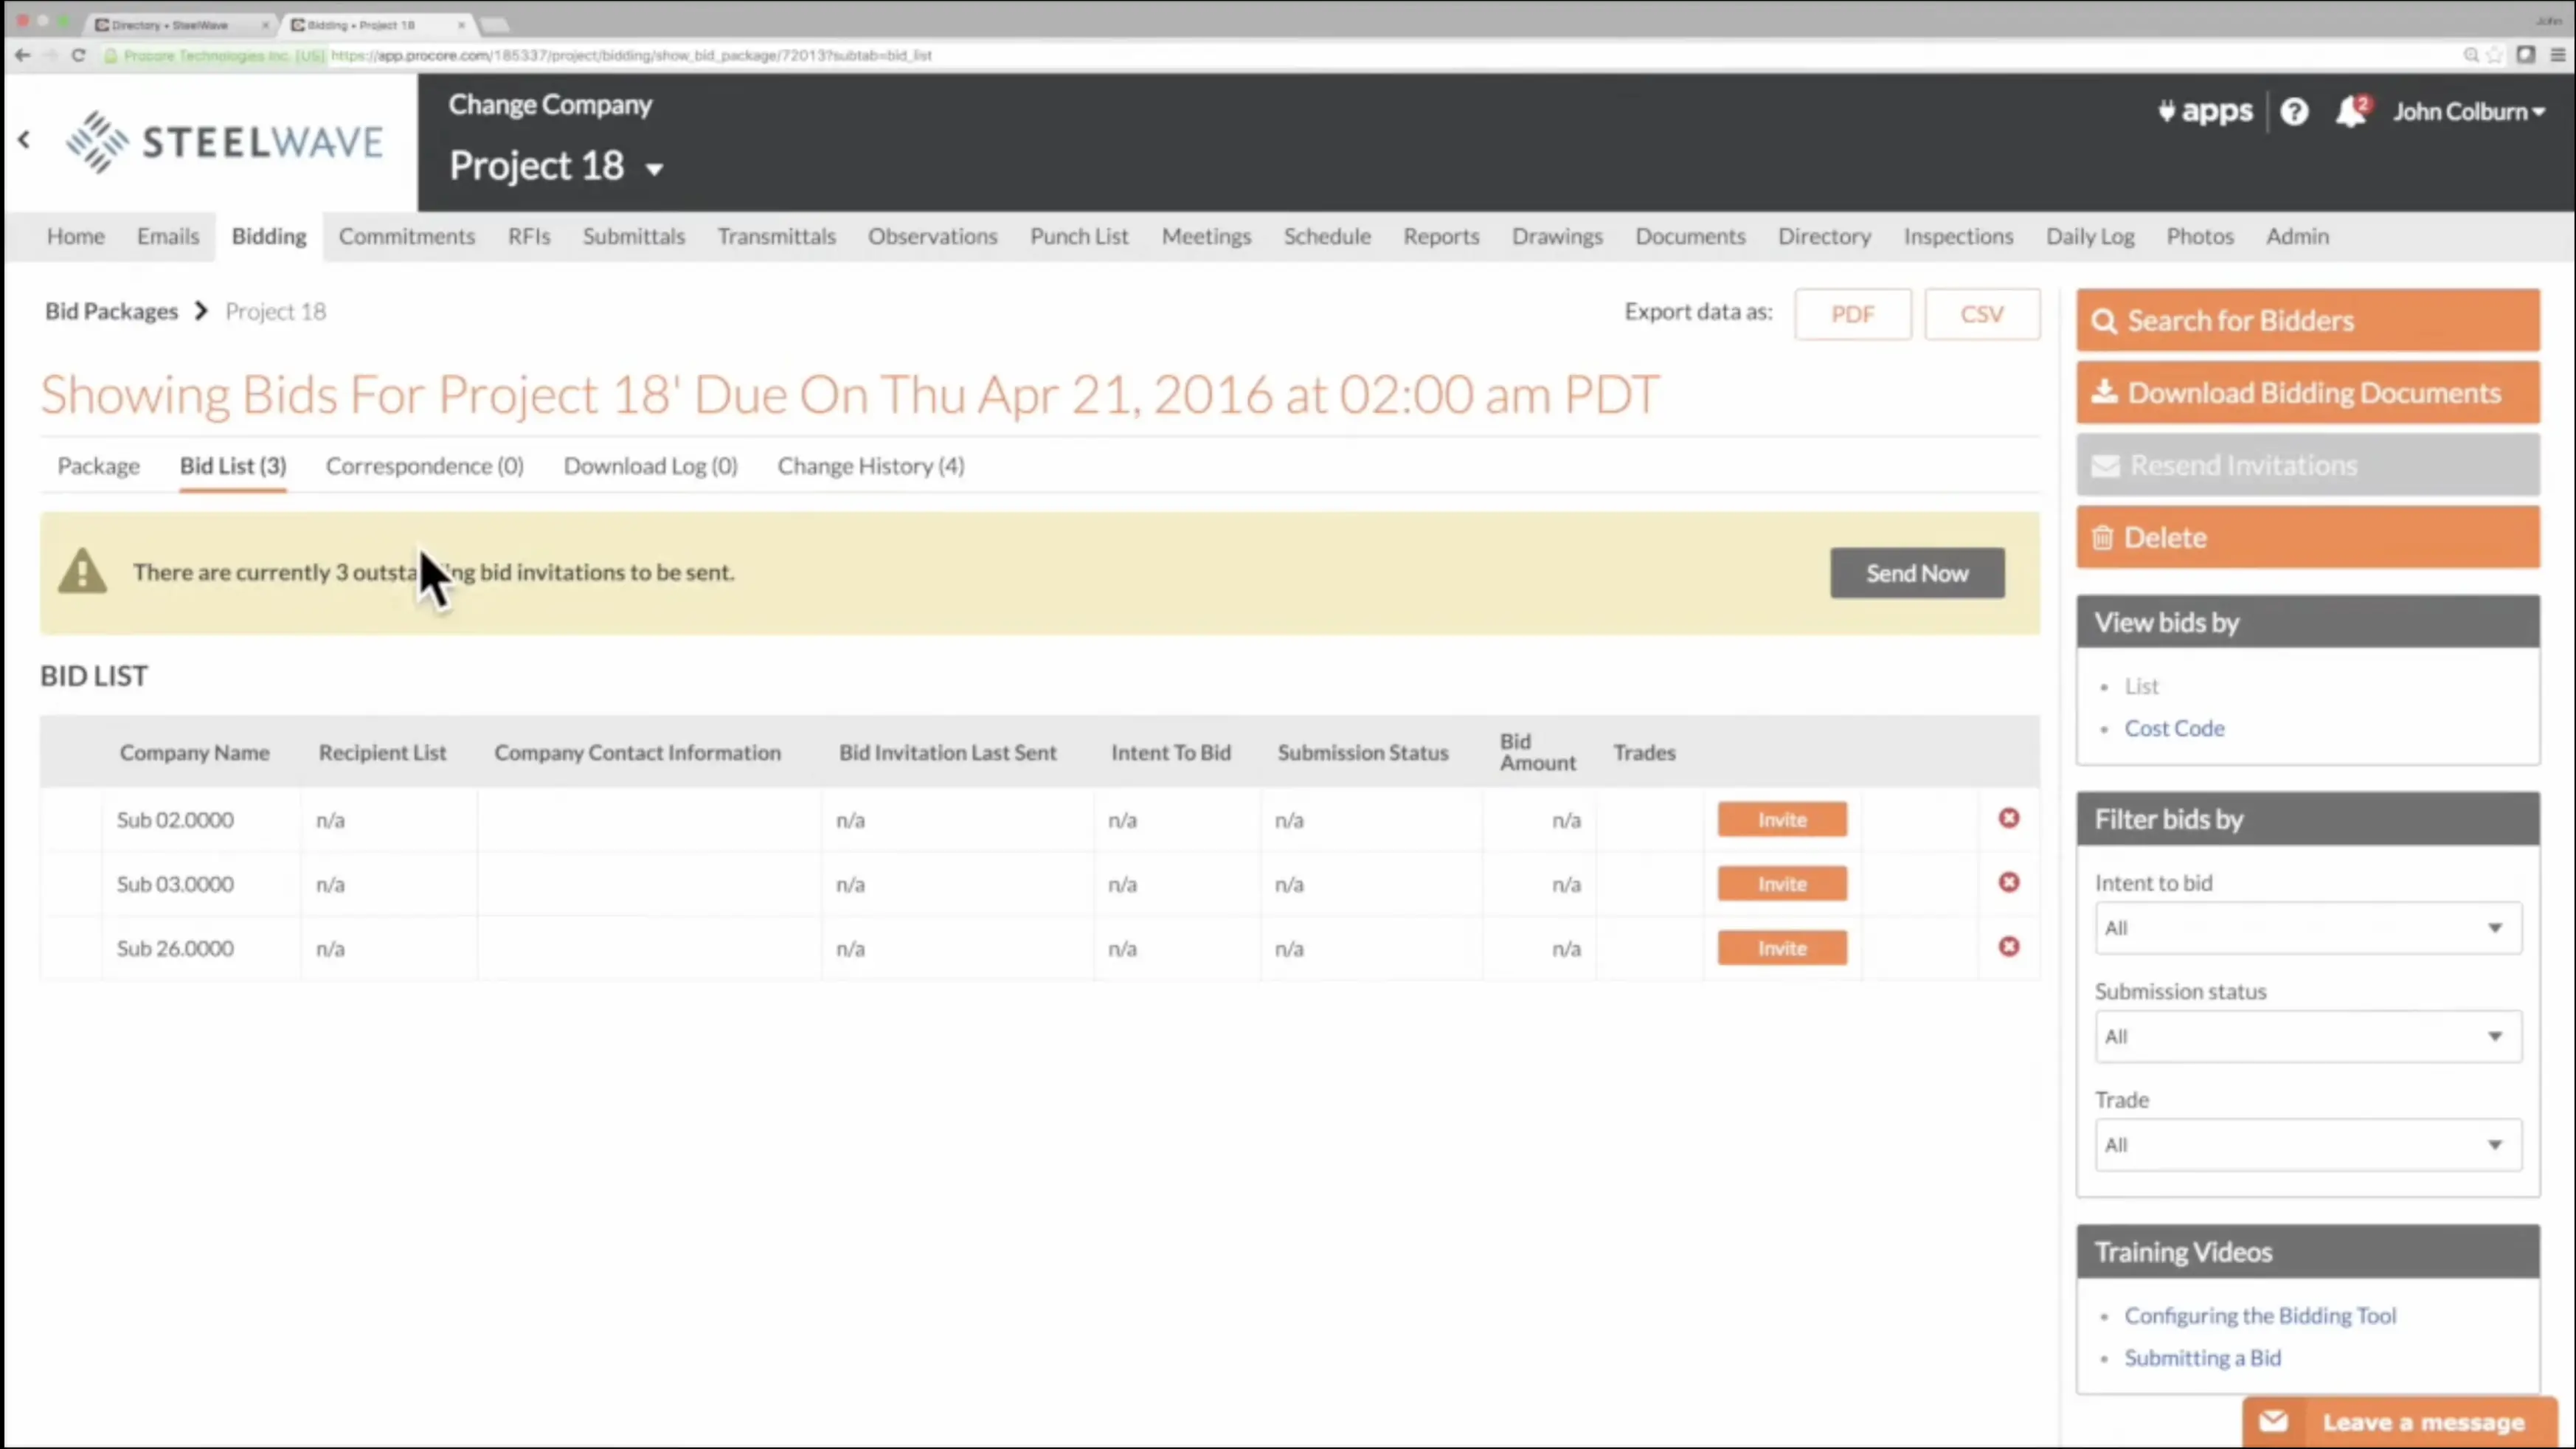 Directory • SteelWave
Bidding • Project 18
John
Procore Technologies Inc. [US] https://app.procore.com/185337/project/bidding/show_bid_package/72013?subtab=bid_list
STEELWAVE
Change Company
Project 18
apps
2
John Colburn
Home Emails Bidding Commitments RFIs Submittals Transmittals Observations Punch List Meetings Schedule Reports Drawings Documents Directory Inspections Daily Log Photos Admin
Bid Packages Project 18
Export data as: PDF CSV
Showing Bids For Project 18' Due On Thu Apr 21, 2016 at 02:00 am PDT
Package Bid List (3) Correspondence (0) Download Log (0) Change History (4)
There are currently 3 outsta ng bid invitations to be sent.
Send Now
BID LIST
Company Name Recipient List Company Contact Information Bid Invitation Last Sent Intent To Bid Submission Status Bid Amount Trades
Sub 02.0000 n/a n/a n/a n/a n/a Invite
Sub 03.0000 n/a n/a n/a n/a n/a Invite
Sub 26.0000 n/a n/a n/a n/a n/a Invite
Search for Bidders
Download Bidding Documents
Resend Invitations
Delete
View bids by
List
Cost Code
Filter bids by
Intent to bid
All
Submission status
All
Trade
All
Training Videos
Configuring the Bidding Tool
Submitting a Bid
Leave a message